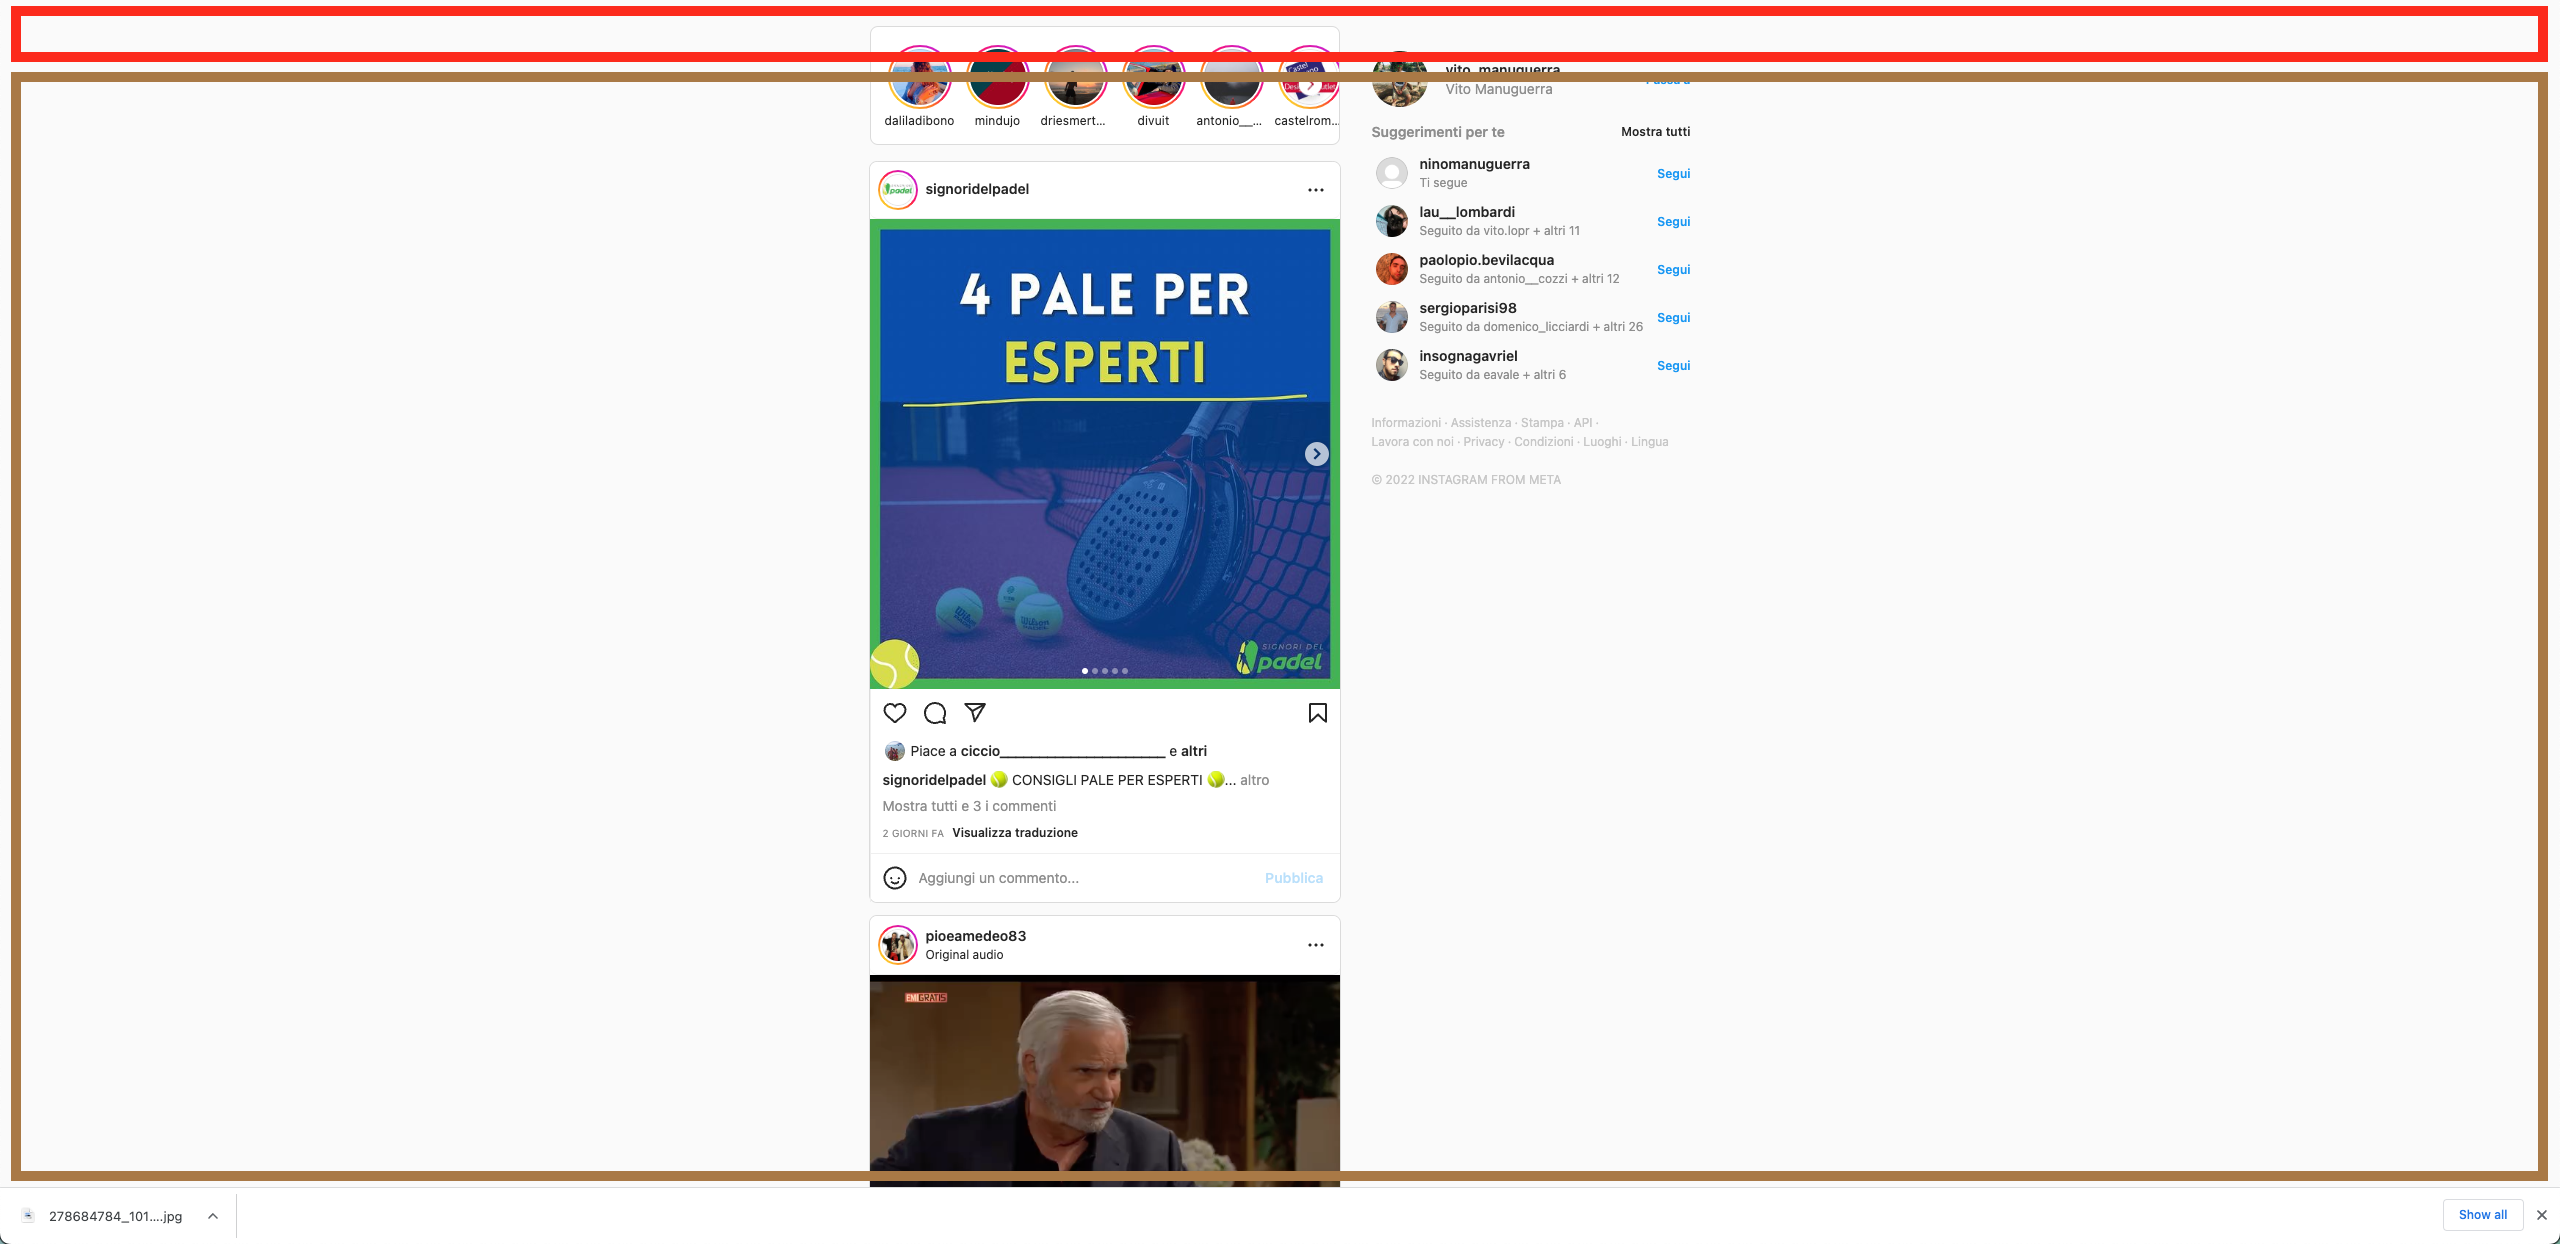 daliladibono
mindujo
driesmert...
divuit
antonio__...
castelrom...
vito_manuguerra
Vito Manuguerra
Suggerimenti per te
Mostra tutti
ninomanuguerra
Ti segue
Segui
lau__lombardi
Seguito da vito.lopr + altri 11
Segui
paolopio.bevilacqua
Seguito da antonio__cozzi + altri 12
Segui
sergioparisi98
Seguito da domenico_licciardi + altri 26
Segui
insognagavriel
Seguito da eavale + altri 6
Segui
Informazioni · Assistenza · Stampa · API ·
Lavora con noi · Privacy · Condizioni · Luoghi · Lingua
© 2022 INSTAGRAM FROM META
signoridelpadel
4 PALE PER
ESPERTI
Wilson
SIGNORI DEL
padel
Piace a ciccio_______________________ e altri
signoridelpadel 🎾 CONSIGLI PALE PER ESPERTI 🎾... altro
Mostra tutti e 3 i commenti
2 GIORNI FA Visualizza traduzione
Aggiungi un commento...
Pubblica
pioeamedeo83
Original audio
EMIGRATIS
278684784_101....jpg
Show all